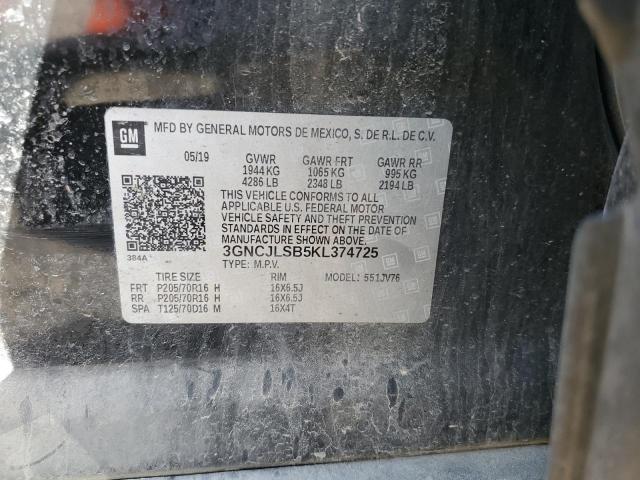 GM
MFD BY GENERAL MOTORS DE MEXICO, S. DE R.L. DE C.V.
05/19 GVWR GAWR FRT GAWR RR
1944 KG 1065 KG 995 KG
4286 LB 2348 LB 2194 LB
THIS VEHICLE CONFORMS TO ALL
APPLICABLE U.S. FEDERAL MOTOR
VEHICLE SAFETY AND THEFT PREVENTION
STANDARDS IN EFFECT ON THE DATE OF
MANUFACTURE SHOWN ABOVE.
384A 3GNCJLSB5KL374725
TYPE: M.P.V. MODEL: 551JV76
TIRE SIZE RIM
FRT P205/70R16 H 16X6.5J
RR P205/70R16 H 16X6.5J
SPA T125/70D16 M 16X4T